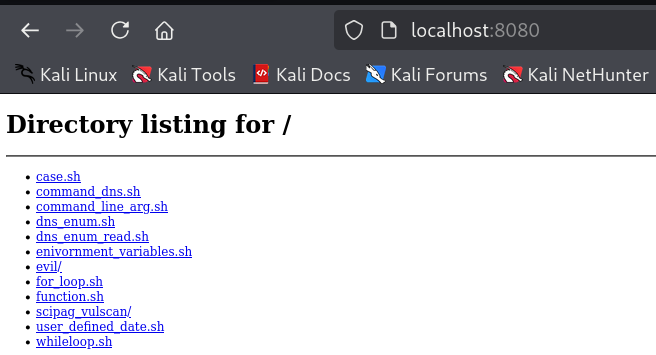 localhost:8080
Kali Linux Kali Tools Kali Docs Kali Forums Kali NetHunter
Directory listing for /
case.sh
command_dns.sh
command_line_arg.sh
dns_enum.sh
dns_enum_read.sh
enivornment_variables.sh
evil/
for_loop.sh
function.sh
scipag_vulscan/
user_defined_date.sh
whileloop.sh